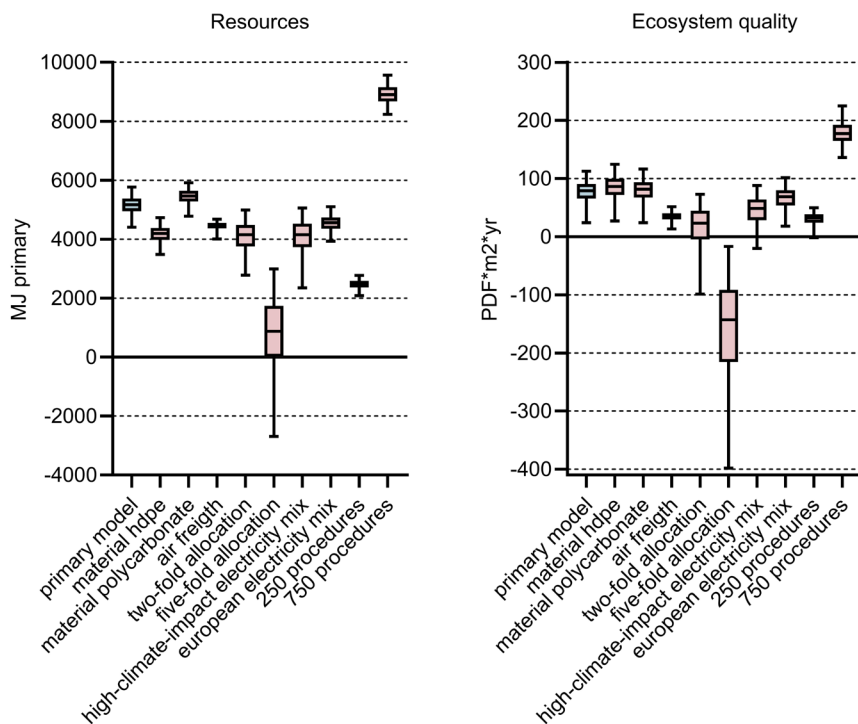 Resources
MJ primary
10000
8000
6000
4000
2000
0
-2000
-4000
primary model
material hdpe
material polycarbonate
air freigth
two-fold allocation
five-fold allocation
high-climate-impact electricity mix
european electricity mix
250 procedures
750 procedures
Ecosystem quality
PDF*m2*yr
300
200
100
0
-100
-200
-300
-400
primary model
material hdpe
material polycarbonate
air freigth
two-fold allocation
five-fold allocation
high-climate-impact electricity mix
european electricity mix
250 procedures
750 procedures